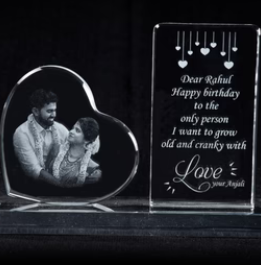 Dear Rahul
Happy birthday
to the
only person
I want to grow
old and cranky with
Love
your Anjali